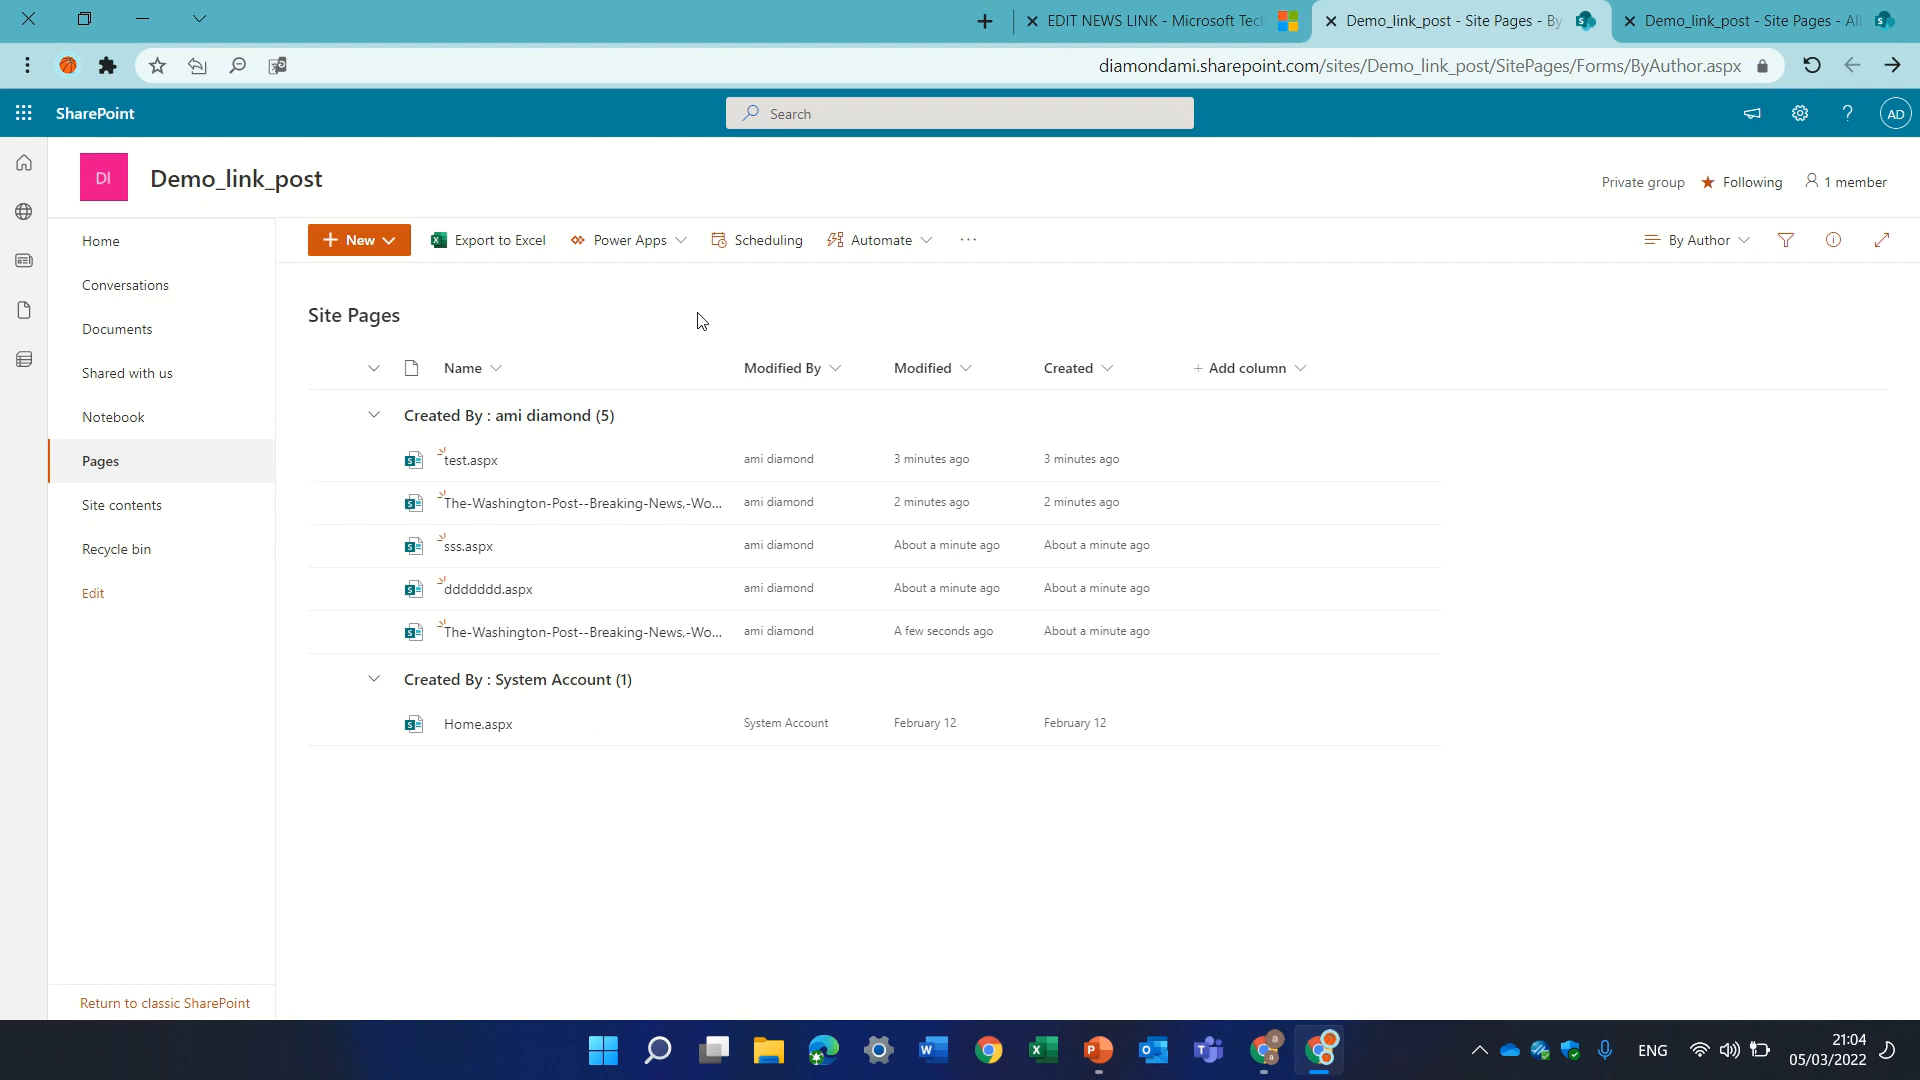 EDIT NEWS LINK - Microsoft Tec
Demo_link_post - Site Pages - By
Demo_link_post - Site Pages - Al
diamondami.sharepoint.com/sites/Demo_link_post/SitePages/Forms/ByAuthor.aspx
SharePoint
Search
AD
DI
Demo_link_post
Private group
Following
1 member
Home
Conversations
Documents
Shared with us
Notebook
Pages
Site contents
Recycle bin
Edit
Return to classic SharePoint
New
Export to Excel
Power Apps
Scheduling
Automate
By Author
Site Pages
Name Modified By Modified Created + Add column
Created By : ami diamond (5)
test.aspx ami diamond 3 minutes ago 3 minutes ago
The-Washington-Post--Breaking-News,-Wo... ami diamond 2 minutes ago 2 minutes ago
sss.aspx ami diamond About a minute ago About a minute ago
ddddddd.aspx ami diamond About a minute ago About a minute ago
The-Washington-Post--Breaking-News,-Wo... ami diamond A few seconds ago About a minute ago
Created By : System Account (1)
Home.aspx System Account February 12 February 12
ENG
21:04
05/03/2022